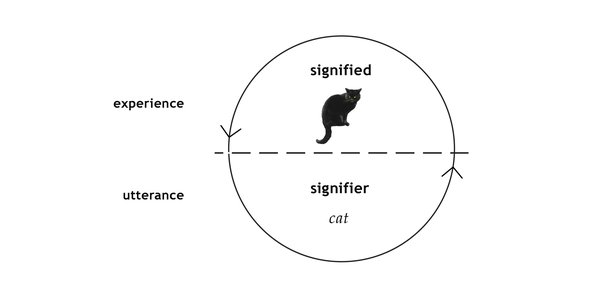 signified
experience
utterance
signifier
cat